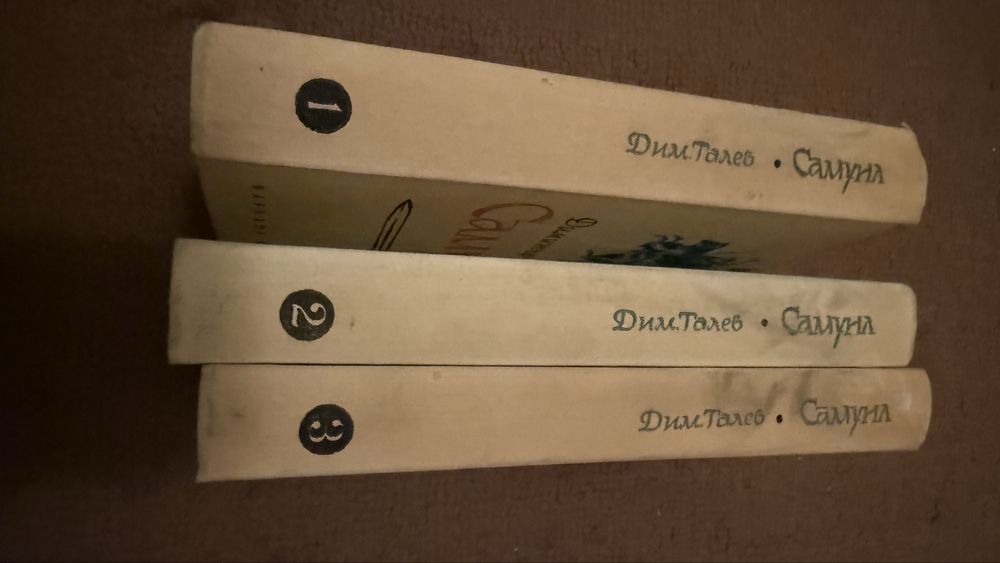 Дим. Талев • Самуил
1
Дим. Талев • Самуил
2
Дим. Талев • Самуил
3